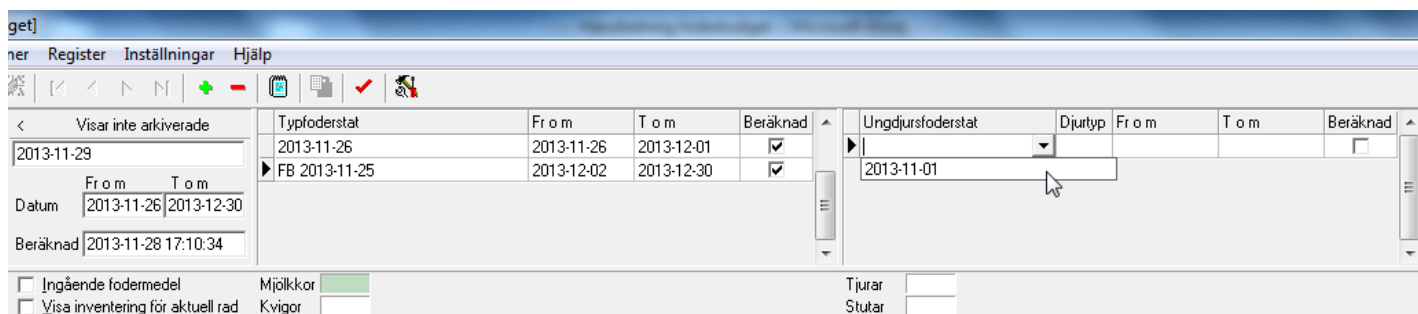 get]
ner Register Inställningar Hjälp
< Visar inte arkiverade
2013-11-29
From Tom
Datum 2013-11-26 2013-12-30
Beräknad 2013-11-28 17:10:34
Typfoderstat From Tom Beräknad
2013-11-26 2013-11-26 2013-12-01
FB 2013-11-25 2013-12-02 2013-12-30
Ungdjursfoderstat Djurtyp From Tom Beräknad
2013-11-01
Ingående fodermedel Mjölkkor Tjurar
Visa inventering för aktuell rad Kvigor Stutar